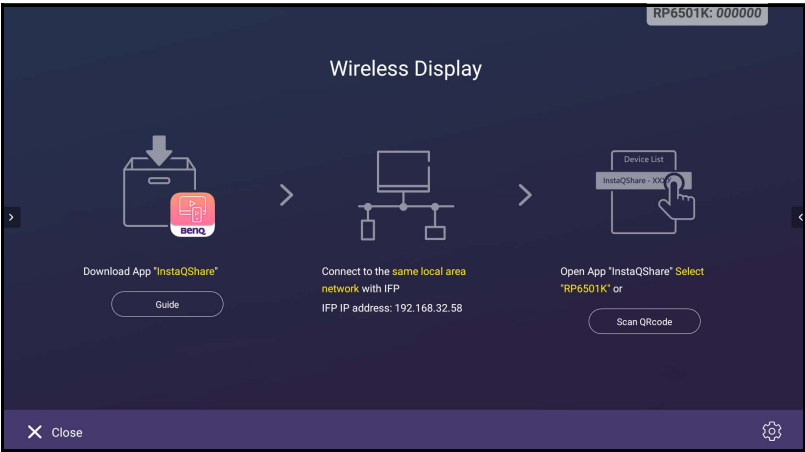 RP6501K: 000000
Wireless Display
Device List
InstaQShare - XXX
BenQ
Download App "InstaQShare"
Guide
Connect to the same local area
network with IFP
IFP IP address: 192.168.32.58
Open App "InstaQShare" Select
"RP6501K" or
Scan QRcode
Close